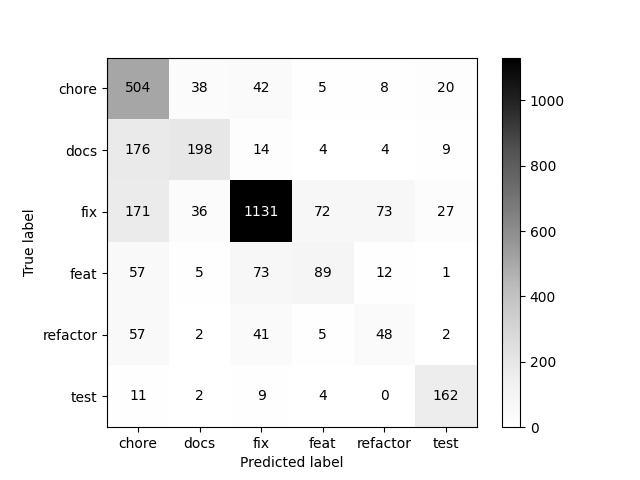 chore 504 38 42 5 8 20
docs 176 198 14 4 4 9
fix 171 36 1131 72 73 27
feat 57 5 73 89 12 1
refactor 57 2 41 5 48 2
test 11 2 9 4 0 162
chore docs fix feat refactor test
Predicted label
True label
1000
800
600
400
200
0